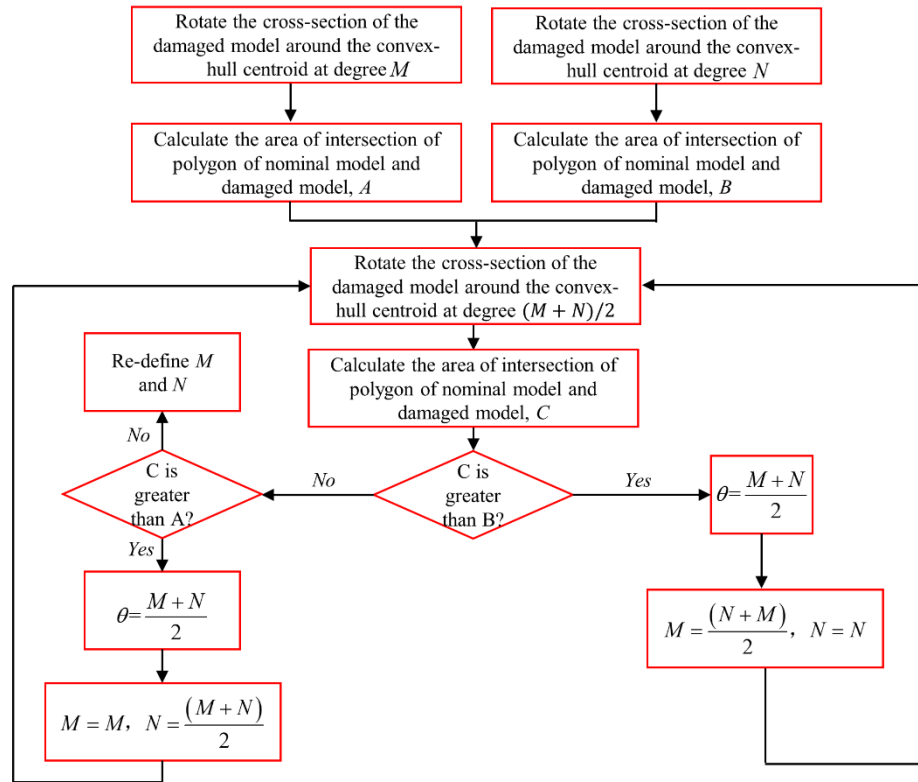 Rotate the cross-section of the
damaged model around the convex-
hull centroid at degree M
Rotate the cross-section of the
damaged model around the convex-
hull centroid at degree N
Calculate the area of intersection of
polygon of nominal model and
damaged model, A
Calculate the area of intersection of
polygon of nominal model and
damaged model, B
Rotate the cross-section of the
damaged model around the convex-
hull centroid at degree (M + N)/2
Calculate the area of intersection of
polygon of nominal model and
damaged model, C
Re-define M
and N
No
C is
greater
than A?
No
C is
greater
than B?
Yes
θ=(M+N)/2
Yes
θ=(M+N)/2
M=(N+M)/2, N=N
M=M, N=(M+N)/2